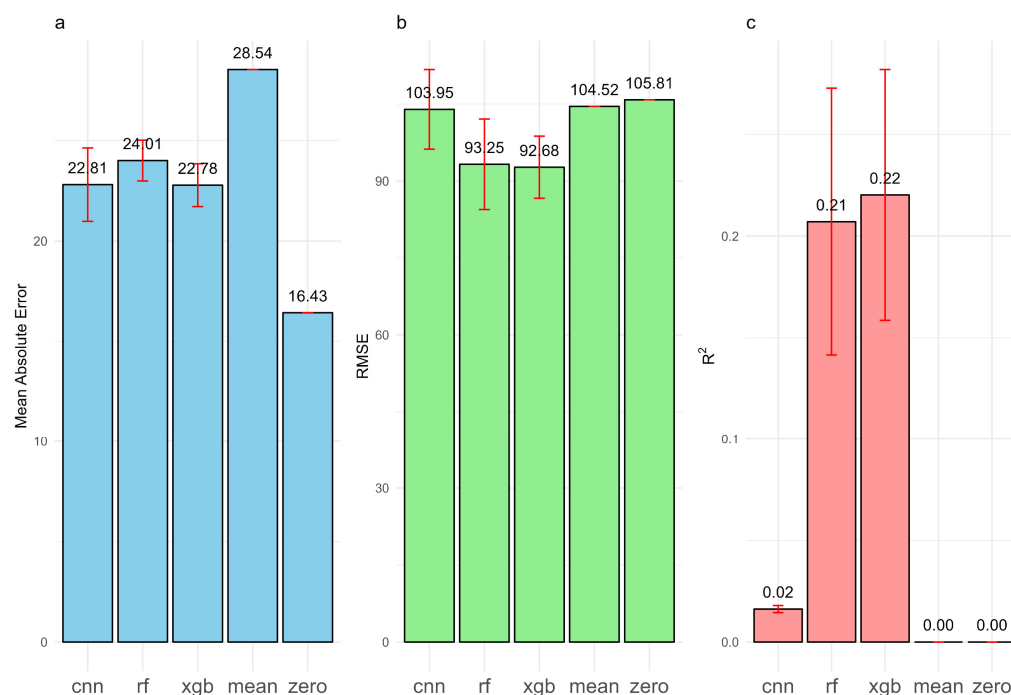 a
28.54
24.01
22.81
22.78
16.43
20
10
0
Mean Absolute Error
cnn rf xgb mean zero
b
103.95
93.25
92.68
104.52
105.81
90
60
30
0
RMSE
cnn rf xgb mean zero
c
0.22
0.21
0.02
0.00
0.00
0.2
0.1
0.0
R²
cnn rf xgb mean zero